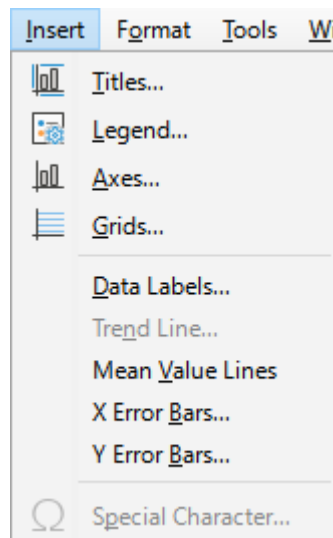 Insert Format Tools Wi
Titles...
Legend...
Axes...
Grids...
Data Labels...
Trend Line...
Mean Value Lines
X Error Bars...
Y Error Bars...
Special Character...